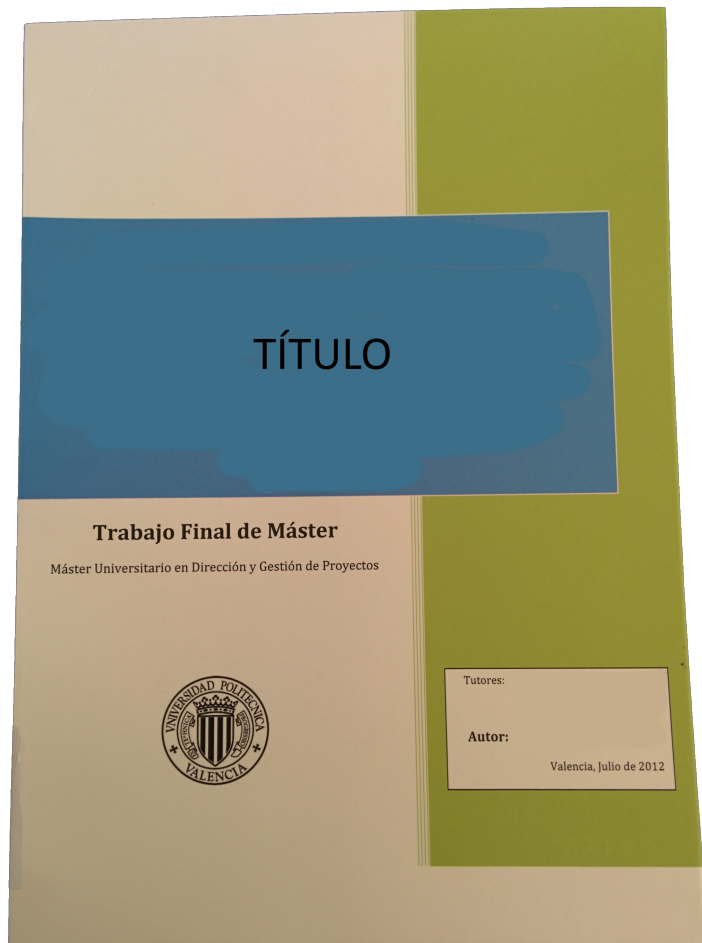 TÍTULO
Trabajo Final de Máster
Máster Universitario en Dirección y Gestión de Proyectos
VNIVERSIDAD POLITECNICA
VALENCIA
Tutores:
Autor:
Valencia, Julio de 2012